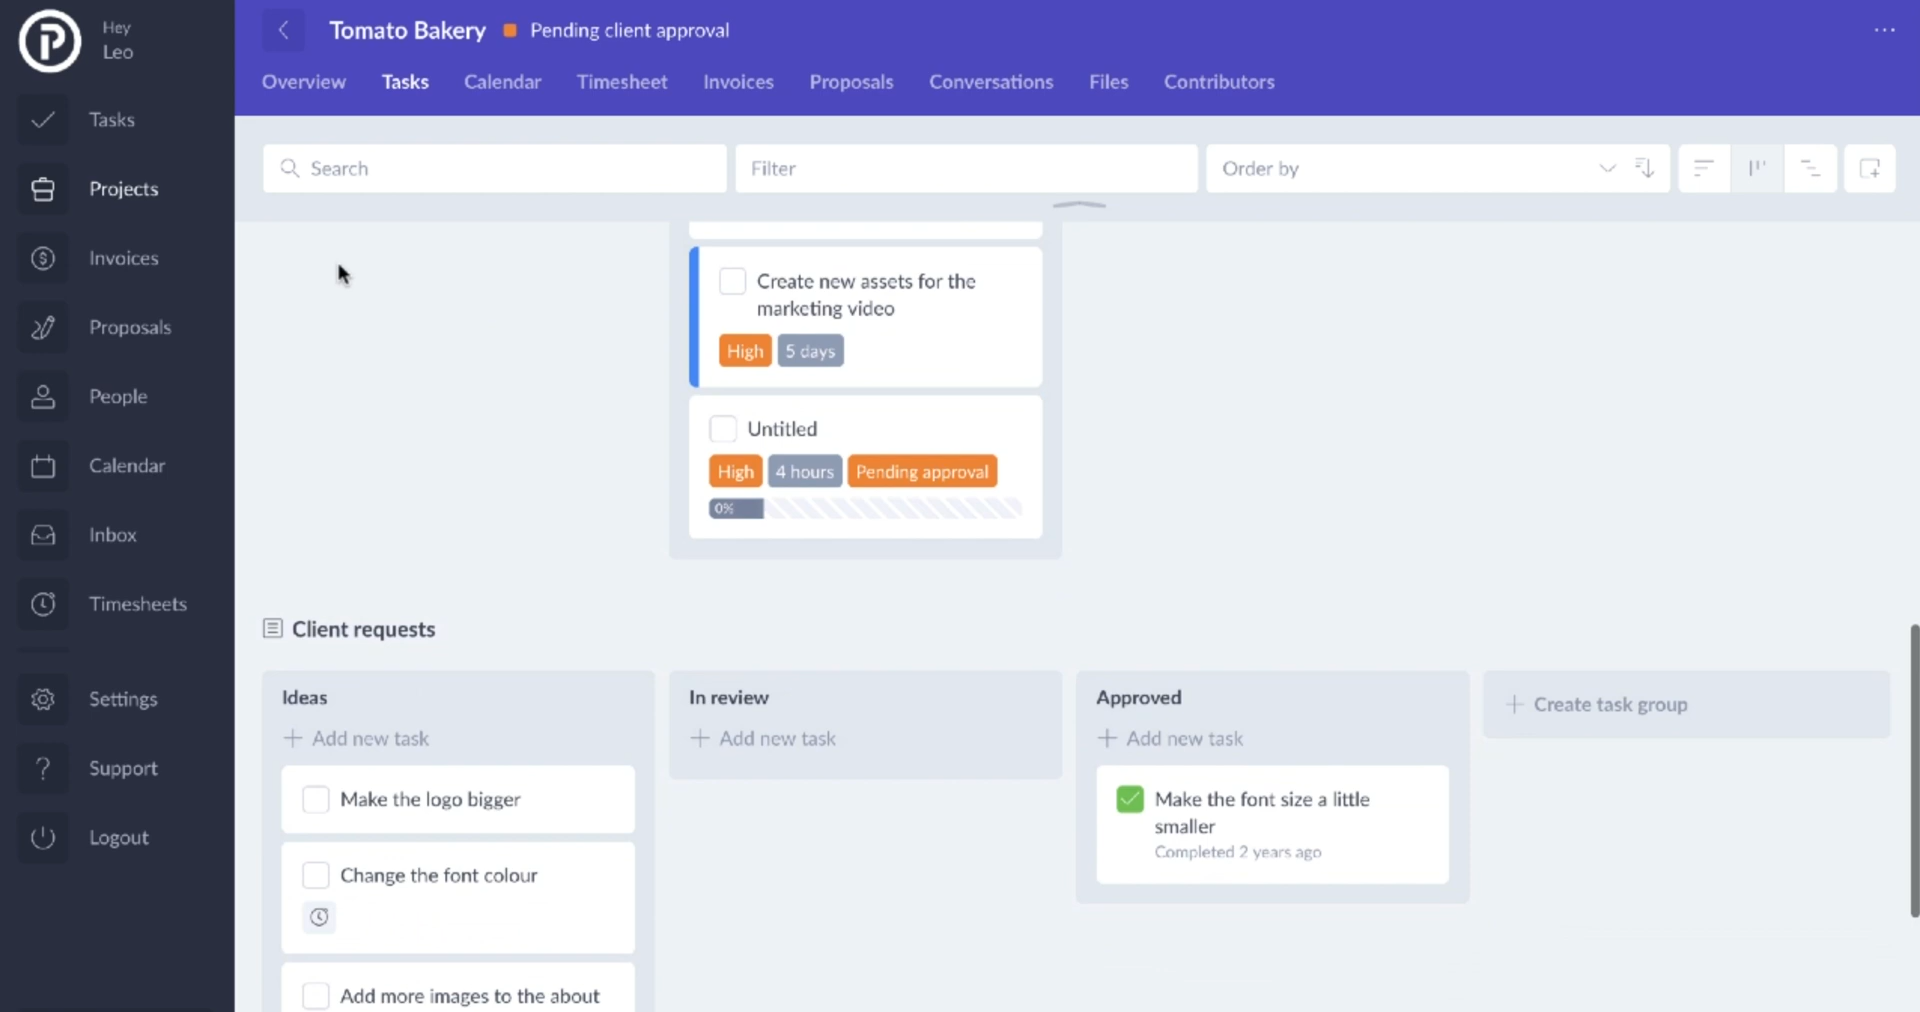 Hey
Leo
Tasks
Projects
Invoices
Proposals
People
Calendar
Inbox
Timesheets
Settings
Support
Logout
Tomato Bakery Pending client approval
Overview Tasks Calendar Timesheet Invoices Proposals Conversations Files Contributors
Search Filter Order by
Create new assets for the
marketing video
High 5 days
Untitled
High 4 hours Pending approval
0%
Client requests
Ideas
+ Add new task
Make the logo bigger
Change the font colour
Add more images to the about
In review
+ Add new task
Approved
+ Add new task
Make the font size a little
smaller
Completed 2 years ago
+ Create task group